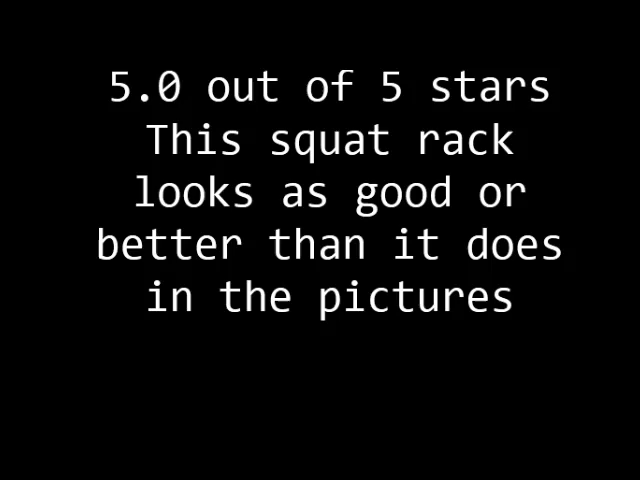 5.0 out of 5 stars
This squat rack
looks as good or
better than it does
in the pictures